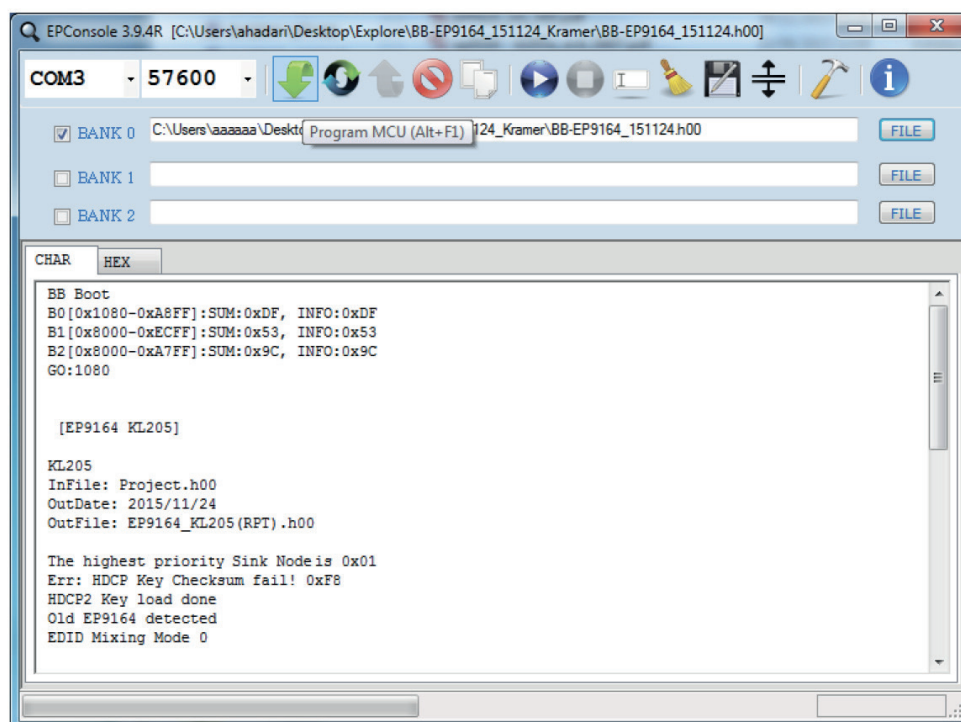 EPConsole 3.9.4R [C:\Users\ahadari\Desktop\Explore\BB-EP9164_151124_Kramer\BB-EP9164_151124.h00]
COM3 57600
BANK 0 C:\Users\aaaaaa\Deskto 124_Kramer\BB-EP9164_151124.h00 FILE
Program MCU (Alt+F1)
BANK 1 FILE
BANK 2 FILE
CHAR HEX
BB Boot
B0[0x1080-0xA8FF]:SUM:0xDF, INFO:0xDF
B1[0x8000-0xECFF]:SUM:0x53, INFO:0x53
B2[0x8000-0xA7FF]:SUM:0x9C, INFO:0x9C
GO:1080
[EP9164 KL205]
KL205
InFile: Project.h00
OutDate: 2015/11/24
OutFile: EP9164_KL205(RPT).h00
The highest priority Sink Node is 0x01
Err: HDCP Key Checksum fail! 0xF8
HDCP2 Key load done
Old EP9164 detected
EDID Mixing Mode 0